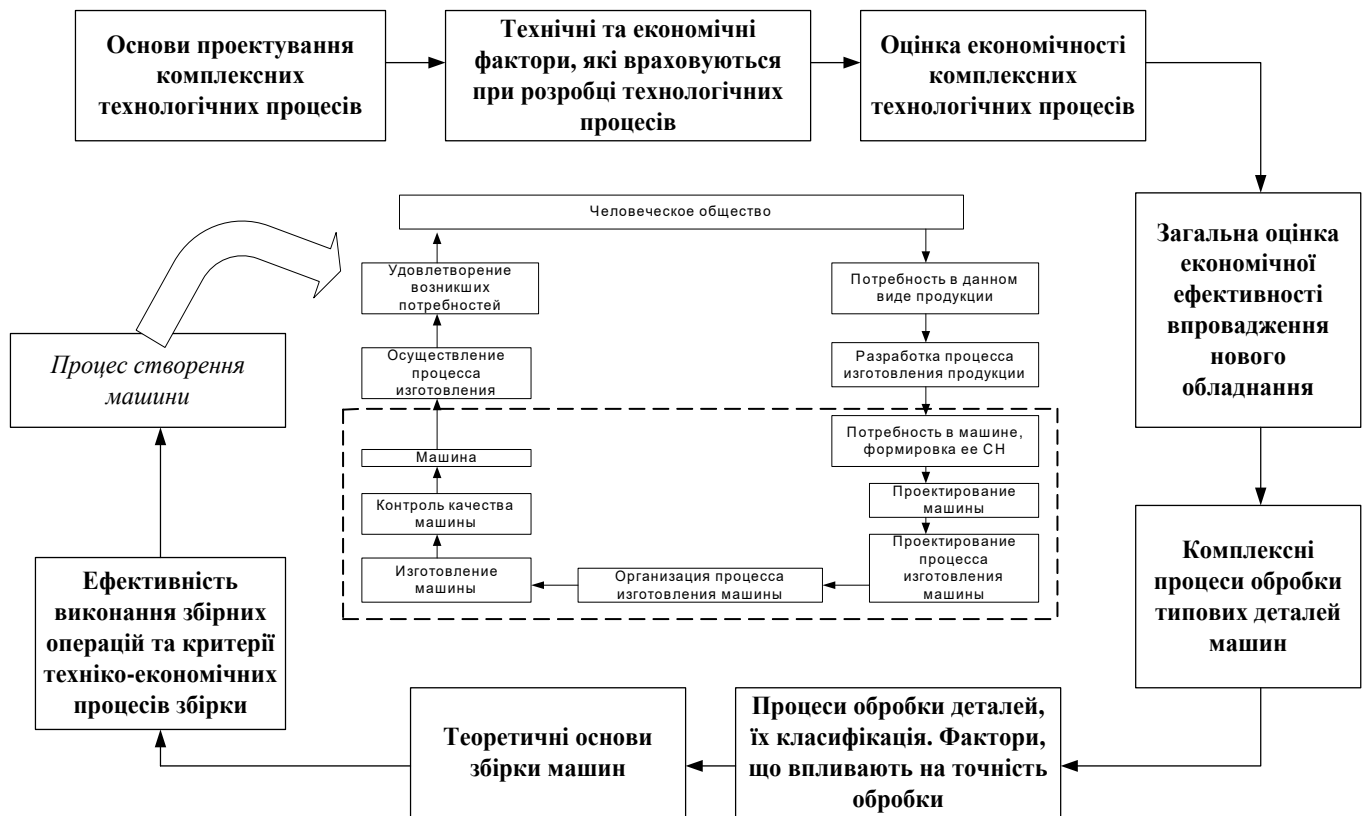 Основи проектування
комплексних
технологічних процесів
Технічні та економічні
фактори, які враховуються
при розробці технологічних
процесів
Оцінка економічності
комплексних
технологічних процесів
Загальна оцінка
економічної
ефективності
впровадження
нового
обладнання
Комплексні
процеси обробки
типових деталей
машин
Процеси обробки деталей,
їх класифікація. Фактори,
що впливають на точність
обробки
Теоретичні основи
збірки машин
Ефективність
виконання збірних
операцій та критерії
техніко-економічних
процесів збірки
Процес створення
машини
Человеческое общество
Потребность в данном
виде продукции
Разработка процесса
изготовления продукции
Потребность в машине,
формировка ее СН
Проектирование
машины
Проектирование
процесса
изготовления
машины
Организация процесса
изготовления машины
Изготовление
машины
Контроль качества
машины
Машина
Осуществление
процесса
изготовления
Удовлетворение
возникших
потребностей